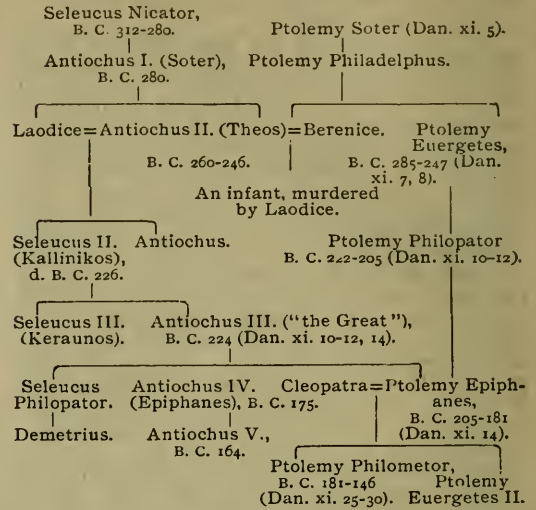 Seleucus Nicator,
B. C. 312-280.
Ptolemy Soter (Dan. xi. 5).
Antiochus I. (Soter),
B. C. 280.
Ptolemy Philadelphus.
Laodice=Antiochus II. (Theos)=Berenice.
B. C. 260-246.
Ptolemy
Euergetes,
B. C. 285-247 (Dan.
xi. 7, 8).
An infant, murdered
by Laodice.
Seleucus II.
(Kallinikos),
d. B. C. 226.
Antiochus.
Ptolemy Philopator
B. C. 222-205 (Dan. xi. 10-12).
Seleucus III.
(Keraunos).
Antiochus III. ("the Great"),
B. C. 224 (Dan. xi. 10-12, 14).
Seleucus
Philopator.
Demetrius.
Antiochus IV.
(Epiphanes), B. C. 175.
Antiochus V.,
B. C. 164.
Cleopatra=Ptolemy Epiph-
anes,
B. C. 205-181
(Dan. xi. 14).
Ptolemy Philometor,
B. C. 181-146
(Dan. xi. 25-30).
Ptolemy
Euergetes II.